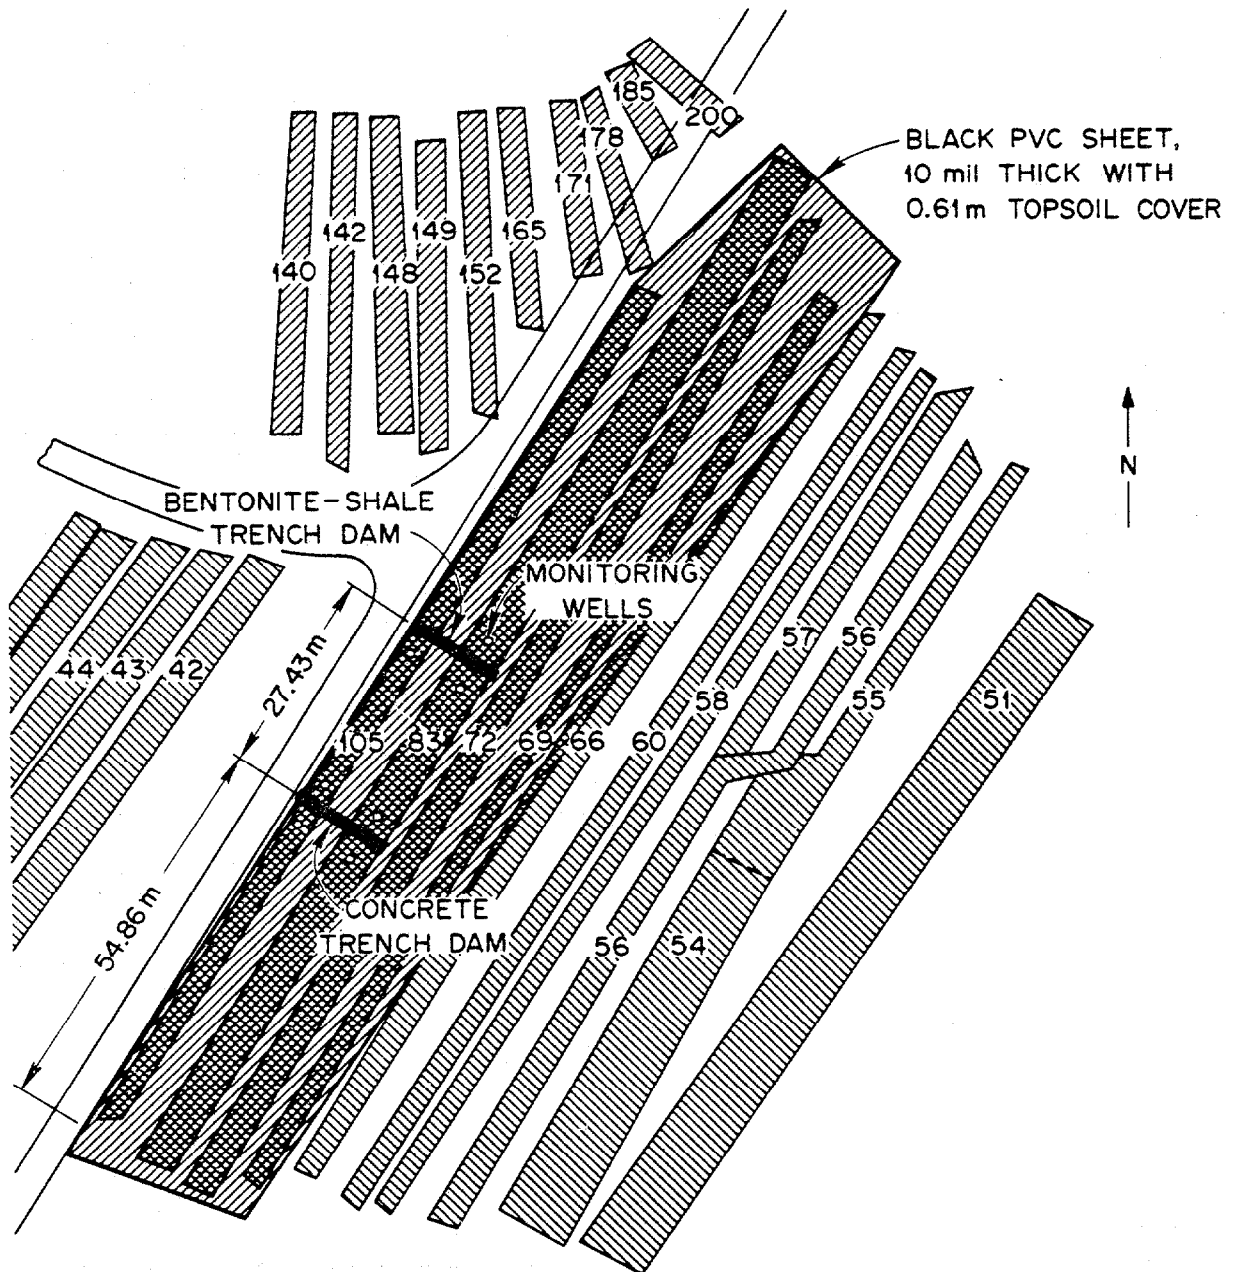 185
200
178
171
BLACK PVC SHEET,
10 mil THICK WITH
0.61m TOPSOIL COVER
142
149
165
140
148
152
N
BENTONITE-SHALE
TRENCH DAM
MONITORING
WELLS
27.43m
44
43
42
57
56
58
55
51
105
83
72
69
66
60
54.86 m
CONCRETE
TRENCH DAM
56
54